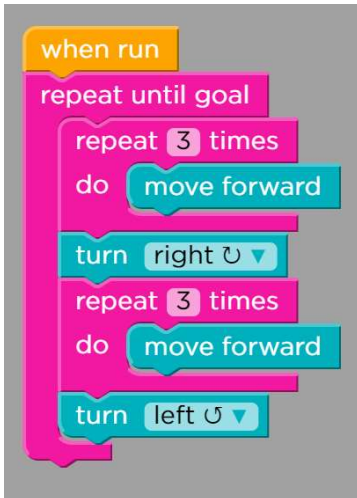 when run
repeat until goal
repeat 3 times
do move forward
turn right ↻ ▼
repeat 3 times
do move forward
turn left ↺ ▼